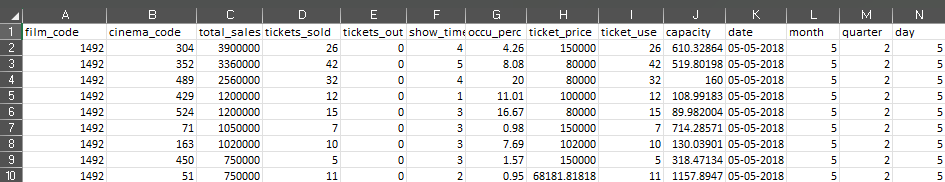 A B C D E F G H I J K L M N
1 film_code cinema_code total_sales tickets_sold tickets_out show_time occu_perc ticket_price ticket_use capacity date month quarter day
2 1492 304 3900000 26 0 4 4.26 150000 26 610.32864 05-05-2018 5 2 5
3 1492 352 3360000 42 0 5 8.08 80000 42 519.80198 05-05-2018 5 2 5
4 1492 489 2560000 32 0 4 20 80000 32 160 05-05-2018 5 2 5
5 1492 429 1200000 12 0 1 11.01 100000 12 108.99183 05-05-2018 5 2 5
6 1492 524 1200000 15 0 3 16.67 80000 15 89.982004 05-05-2018 5 2 5
7 1492 71 1050000 7 0 3 0.98 150000 7 714.28571 05-05-2018 5 2 5
8 1492 163 1020000 10 0 3 7.69 102000 10 130.03901 05-05-2018 5 2 5
9 1492 450 750000 5 0 3 1.57 150000 5 318.47134 05-05-2018 5 2 5
10 1492 51 750000 11 0 2 0.95 68181.81818 11 1157.8947 05-05-2018 5 2 5